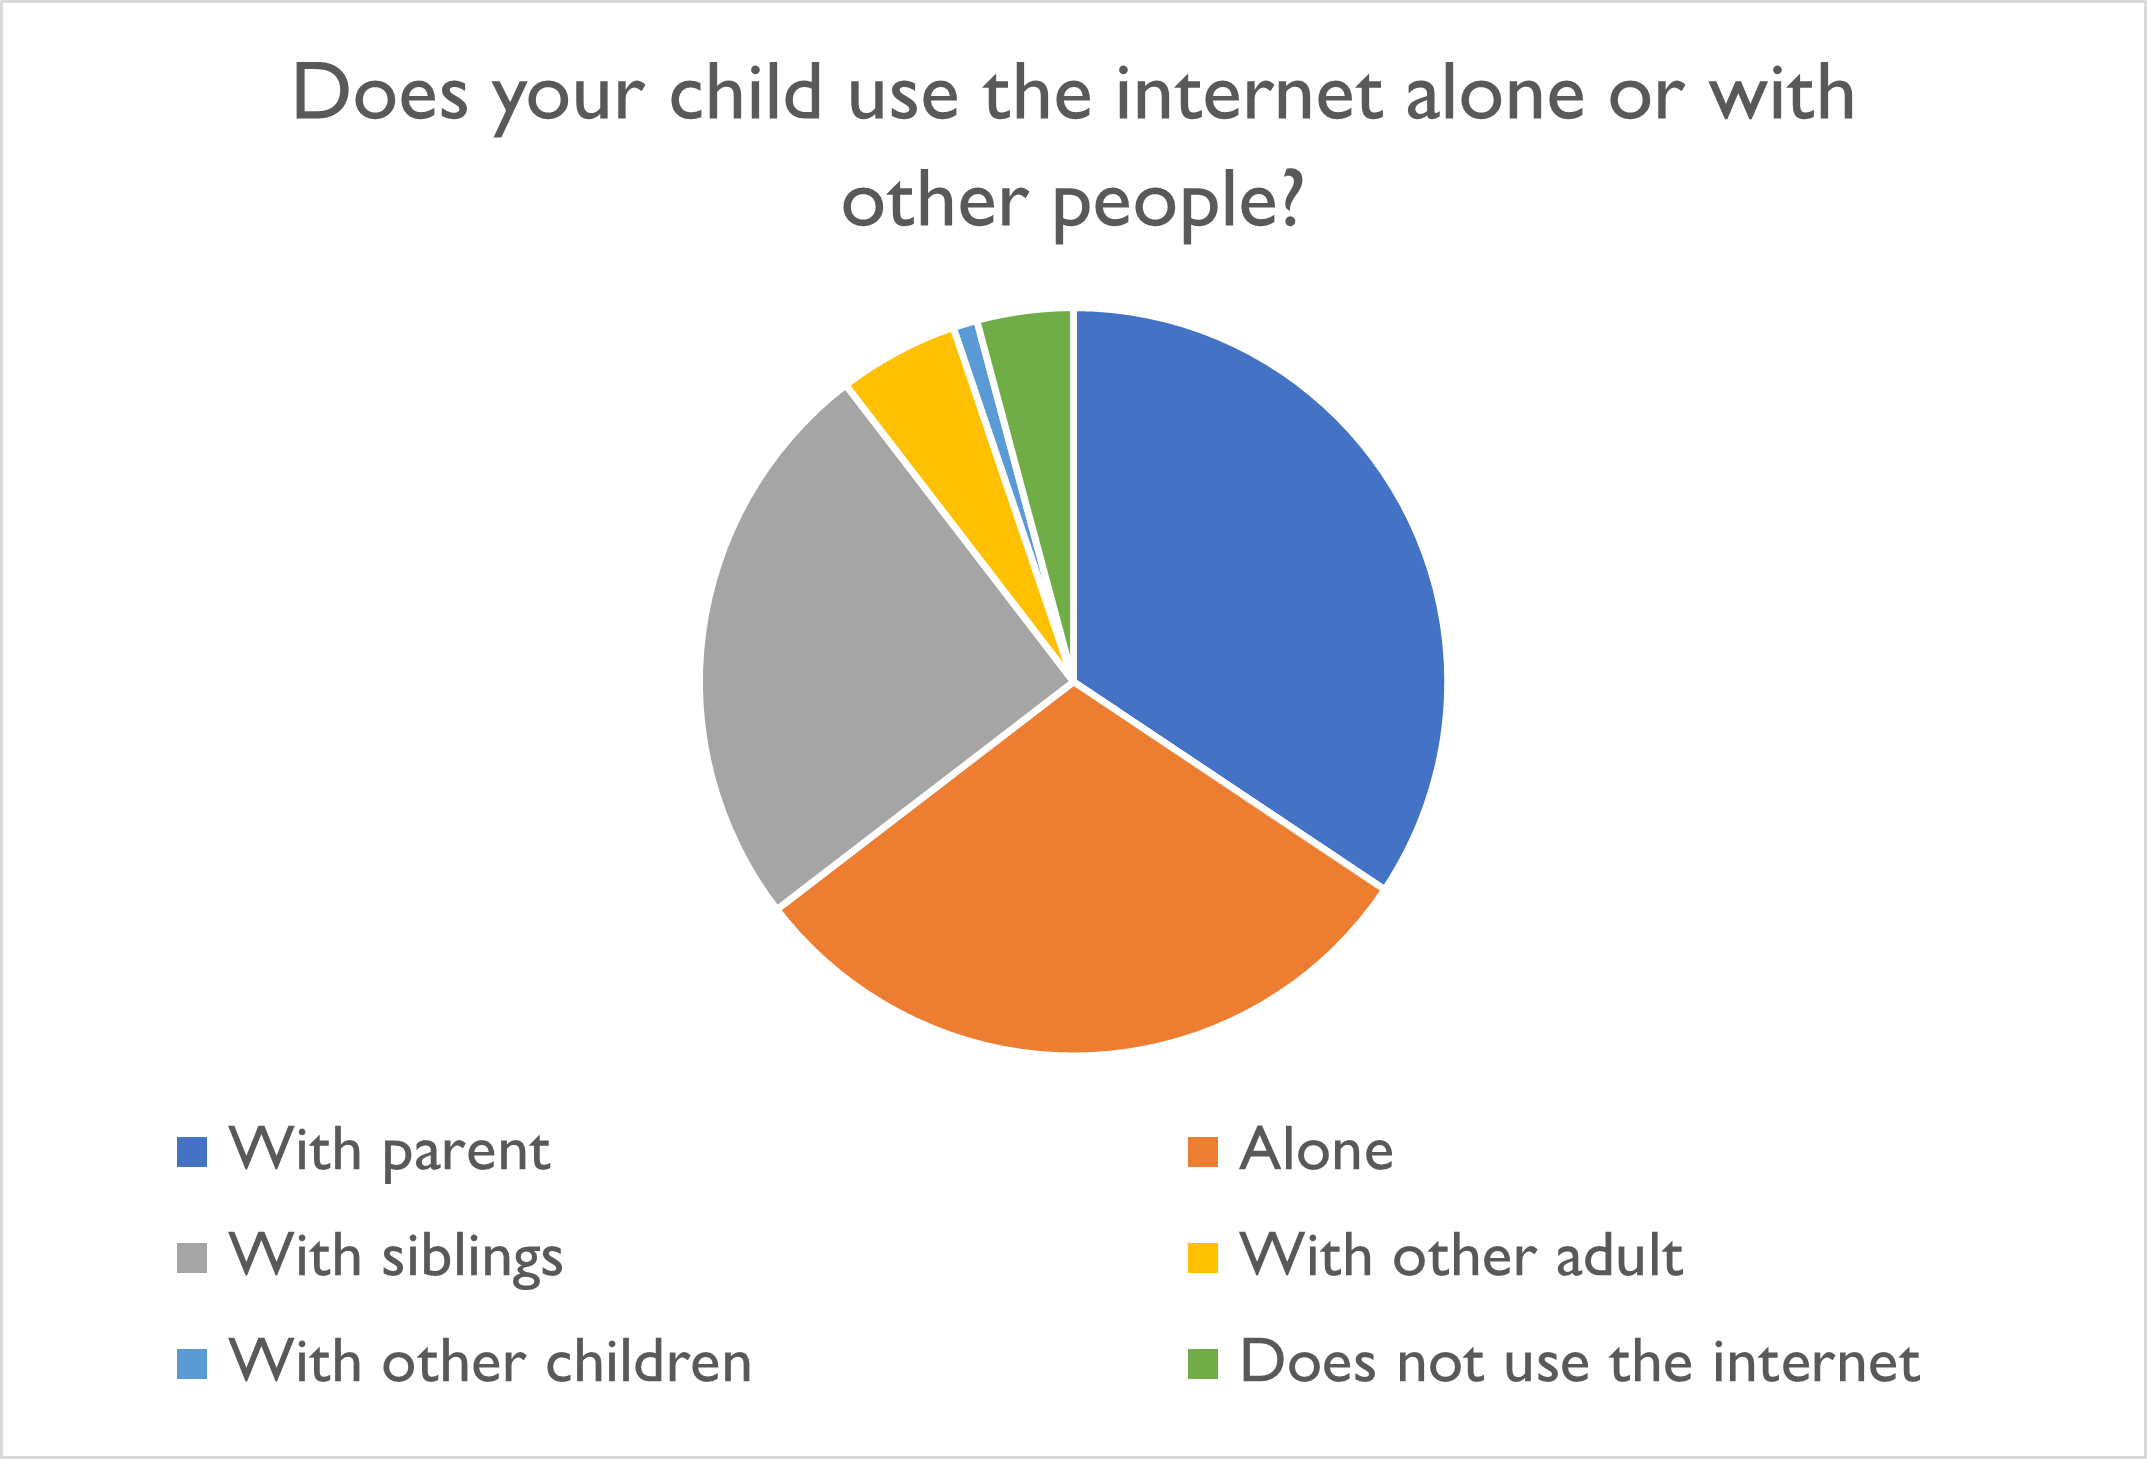 Does your child use the internet alone or with
other people?
With parent
Alone
With siblings
With other adult
With other children
Does not use the internet